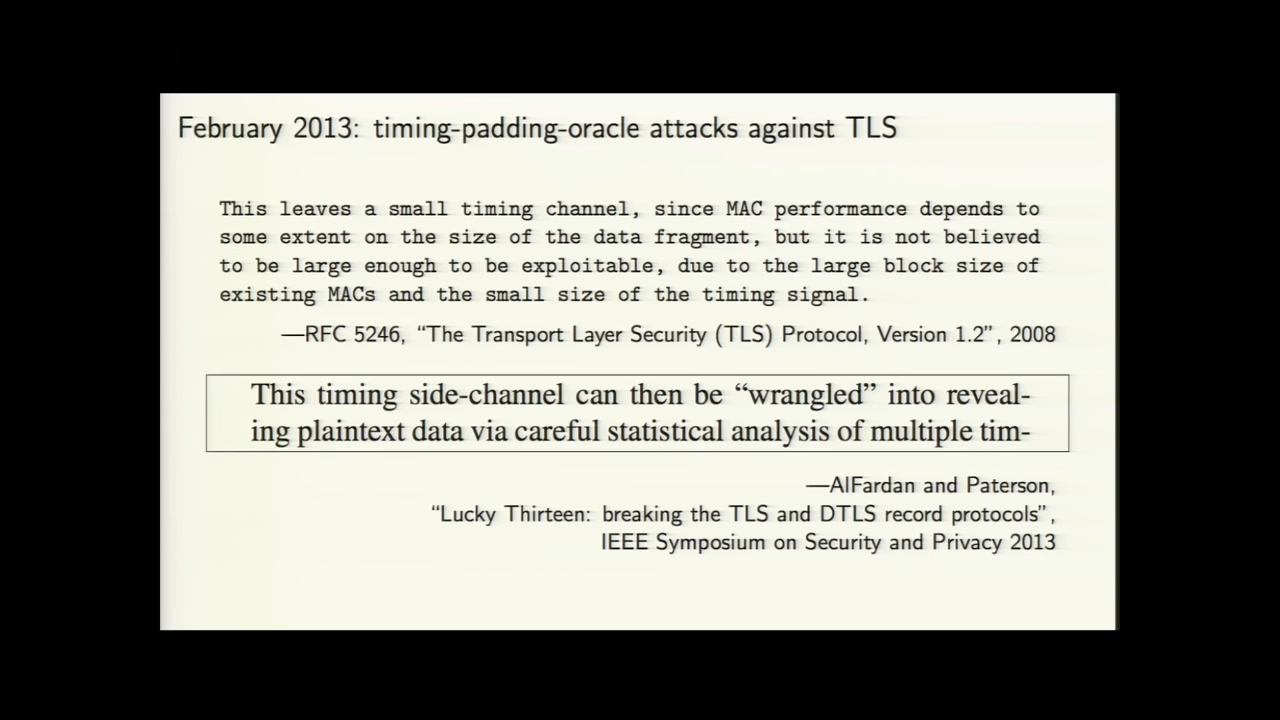 February 2013: timing-padding-oracle attacks against TLS
This leaves a small timing channel, since MAC performance depends to
some extent on the size of the data fragment, but it is not believed
to be large enough to be exploitable, due to the large block size of
existing MACs and the small size of the timing signal.
—RFC 5246, “The Transport Layer Security (TLS) Protocol, Version 1.2”, 2008
This timing side-channel can then be “wrangled” into reveal-
ing plaintext data via careful statistical analysis of multiple tim-
—AlFardan and Paterson,
“Lucky Thirteen: breaking the TLS and DTLS record protocols”,
IEEE Symposium on Security and Privacy 2013